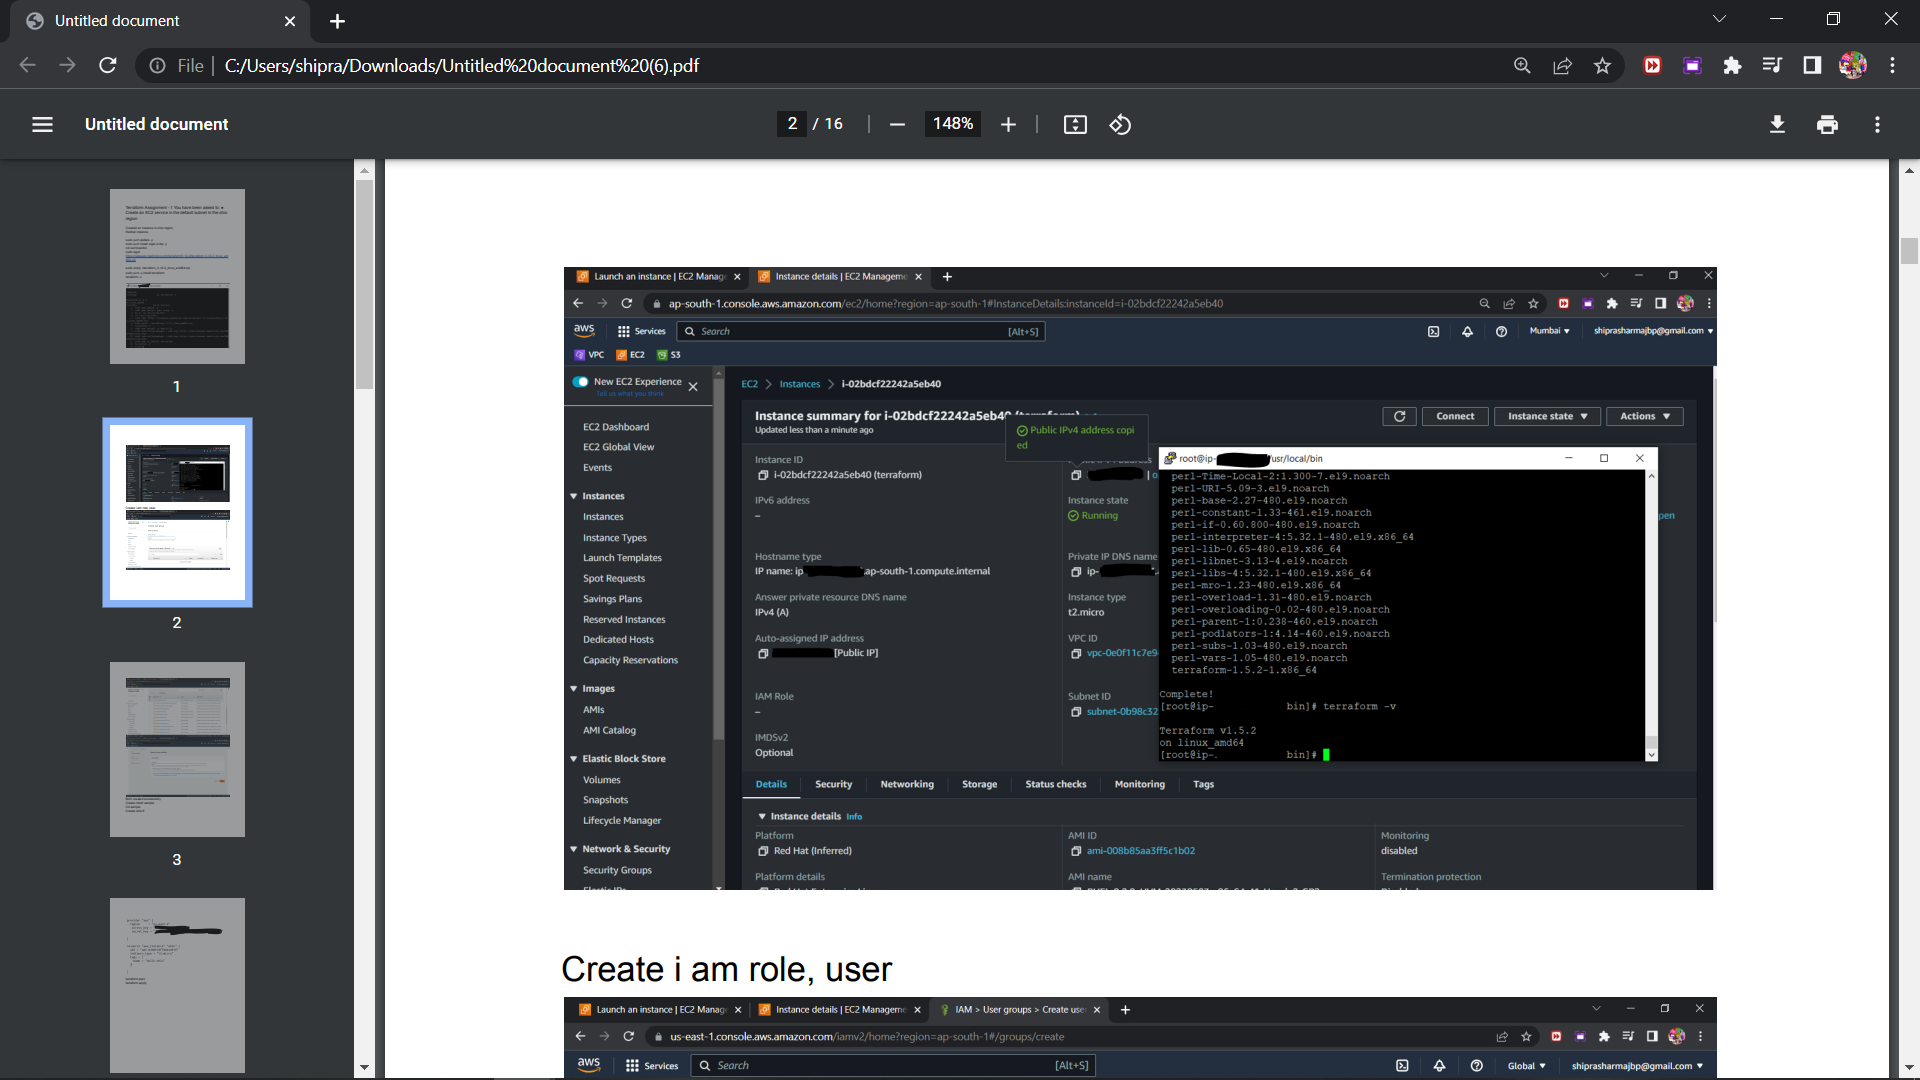 Untitled document
File
C:/Users/shipra/Downloads/Untitled%20document%20(6).pdf
Untitled document
2 / 16
148%
1
2
3
Launch an instance | EC2 Manag
Instance details | EC2 Manageme
ap-south-1.console.aws.amazon.com/ec2/home?region=ap-south-1#InstanceDetails:instanceId=i-02bdcf22242a5eb40
aws
Services
Search
[Alt+S]
Mumbai
shiprasharmajbp@gmail.com
VPC
EC2
S3
New EC2 Experience
Tell us what you think
EC2 Dashboard
EC2 Global View
Events
Instances
Instances
Instance Types
Launch Templates
Spot Requests
Savings Plans
Reserved Instances
Dedicated Hosts
Capacity Reservations
Images
AMIs
AMI Catalog
Elastic Block Store
Volumes
Snapshots
Lifecycle Manager
Network & Security
Security Groups
EC2 > Instances > i-02bdcf22242a5eb40
Instance summary for i-02bdcf22242a5eb40 (terraform)
Updated less than a minute ago
Connect
Instance state
Actions
Public IPv4 address copi
ed
Instance ID
i-02bdcf22242a5eb40 (terraform)
IPv6 address
–
Instance state
Running
Hostname type
IP name: ip
.ap-south-1.compute.internal
Private IP DNS name
ip-
Answer private resource DNS name
IPv4 (A)
Instance type
t2.micro
Auto-assigned IP address
[Public IP]
VPC ID
vpc-0e0f11c7e9
IAM Role
–
Subnet ID
subnet-0b98c32
IMDSv2
Optional
root@ip-
/usr/local/bin
perl-Time-Local-2:1.300-7.el9.noarch
perl-URI-5.09-3.el9.noarch
perl-base-2.27-480.el9.noarch
perl-constant-1.33-461.el9.noarch
perl-if-0.60.800-480.el9.noarch
perl-interpreter-4:5.32.1-480.el9.x86_64
perl-lib-0.65-480.el9.x86_64
perl-libnet-3.13-4.el9.noarch
perl-libs-4:5.32.1-480.el9.x86_64
perl-mro-1.23-480.el9.x86_64
perl-overload-1.31-480.el9.noarch
perl-overloading-0.02-480.el9.noarch
perl-parent-1:0.238-460.el9.noarch
perl-podlators-1:4.14-460.el9.noarch
perl-subs-1.03-480.el9.noarch
perl-vars-1.05-480.el9.noarch
terraform-1.5.2-1.x86_64
Complete!
[root@ip- bin]# terraform -v
Terraform v1.5.2
on linux_amd64
[root@ip-. bin]#
pen
Details
Security
Networking
Storage
Status checks
Monitoring
Tags
Instance details Info
Platform
Red Hat (Inferred)
AMI ID
ami-008b85aa3ff5c1b02
Monitoring
disabled
Platform details
AMI name
Termination protection
Create i am role, user
Launch an instance | EC2 Manag
Instance details | EC2 Manageme
IAM > User groups > Create use
us-east-1.console.aws.amazon.com/iamv2/home?region=ap-south-1#/groups/create
aws
Services
Search
[Alt+S]
Global
shiprasharmajbp@gmail.com